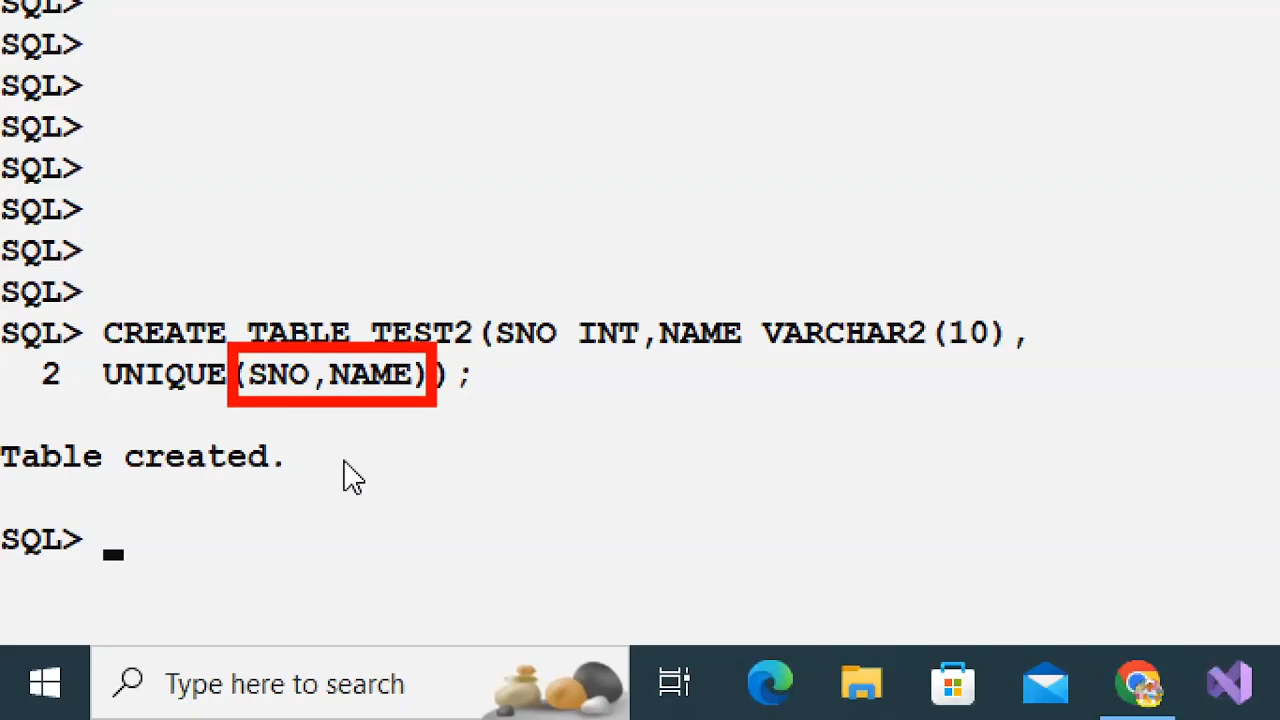 SQL>
SQL>
SQL>
SQL>
SQL>
SQL>
SQL>
SQL>
SQL> CREATE TABLE TEST2(SNO INT,NAME VARCHAR2(10),
2 UNIQUE(SNO,NAME));
Table created.
SQL>
Type here to search